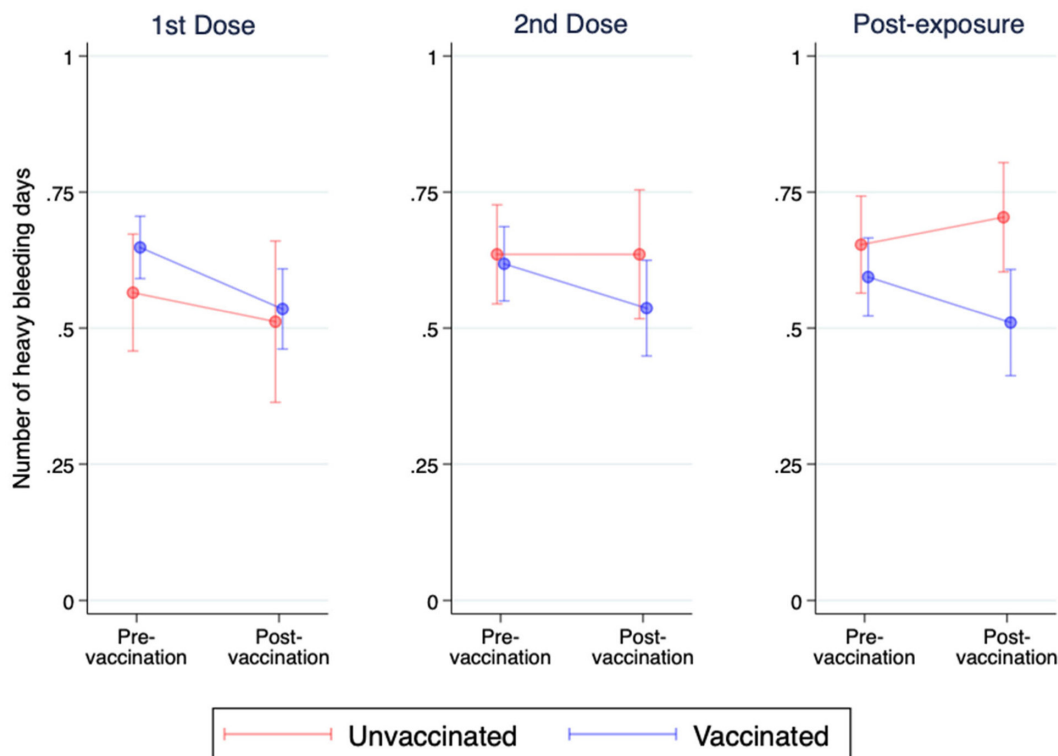 1st Dose
2nd Dose
Post-exposure
Number of heavy bleeding days
1
.75
.5
.25
0
Pre-
vaccination
Post-
vaccination
1
.75
.5
.25
0
Pre-
vaccination
Post-
vaccination
1
.75
.5
.25
0
Pre-
vaccination
Post-
vaccination
Unvaccinated
Vaccinated